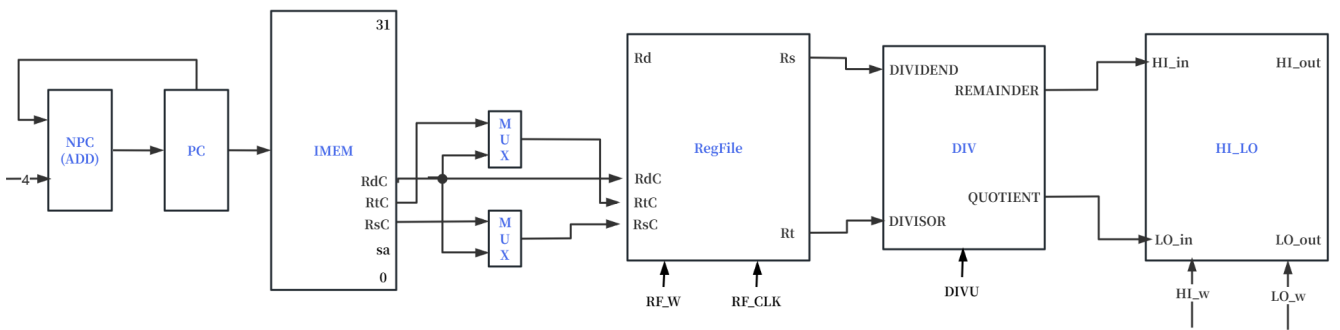 31
NPC
(ADD)
4
PC
IMEM
RdC
RtC
RsC
sa
0
M
U
X
M
U
X
Rd
Rs
RegFile
RdC
RtC
RsC
Rt
RF_W
RF_CLK
DIVIDEND
REMAINDER
DIV
QUOTIENT
DIVISOR
DIVU
HI_in
HI_out
HI_LO
LO_in
LO_out
HI_w
LO_w